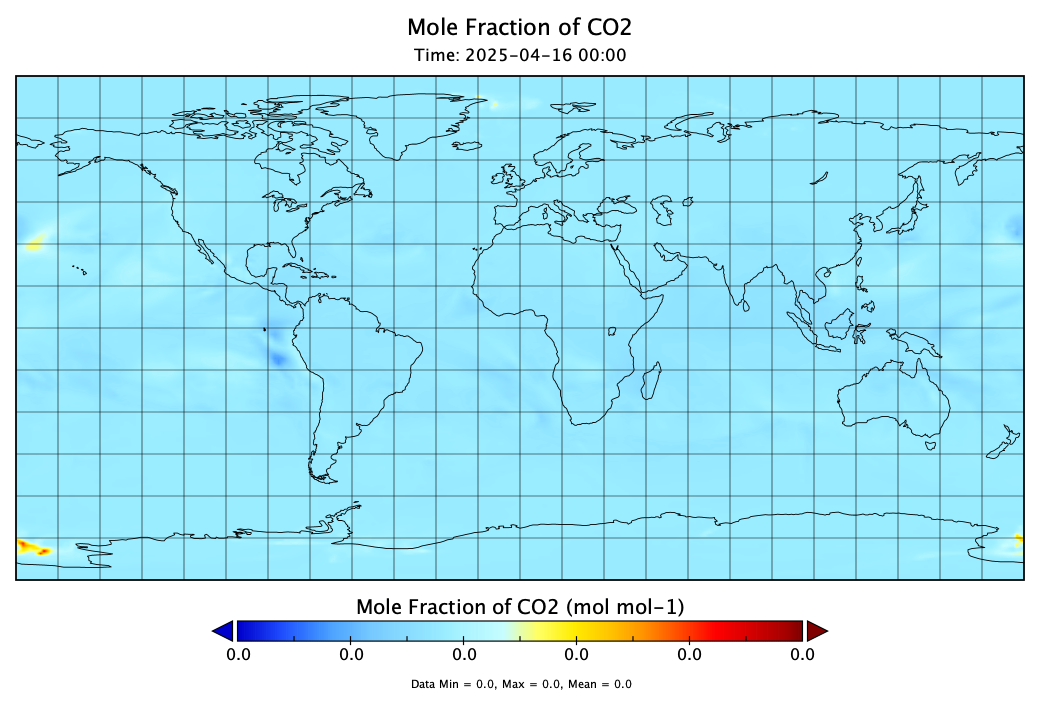 Mole Fraction of CO2
Time: 2025-04-16 00:00
Mole Fraction of CO2 (mol mol-1)
0.0 0.0 0.0 0.0 0.0 0.0
Data Min = 0.0, Max = 0.0, Mean = 0.0